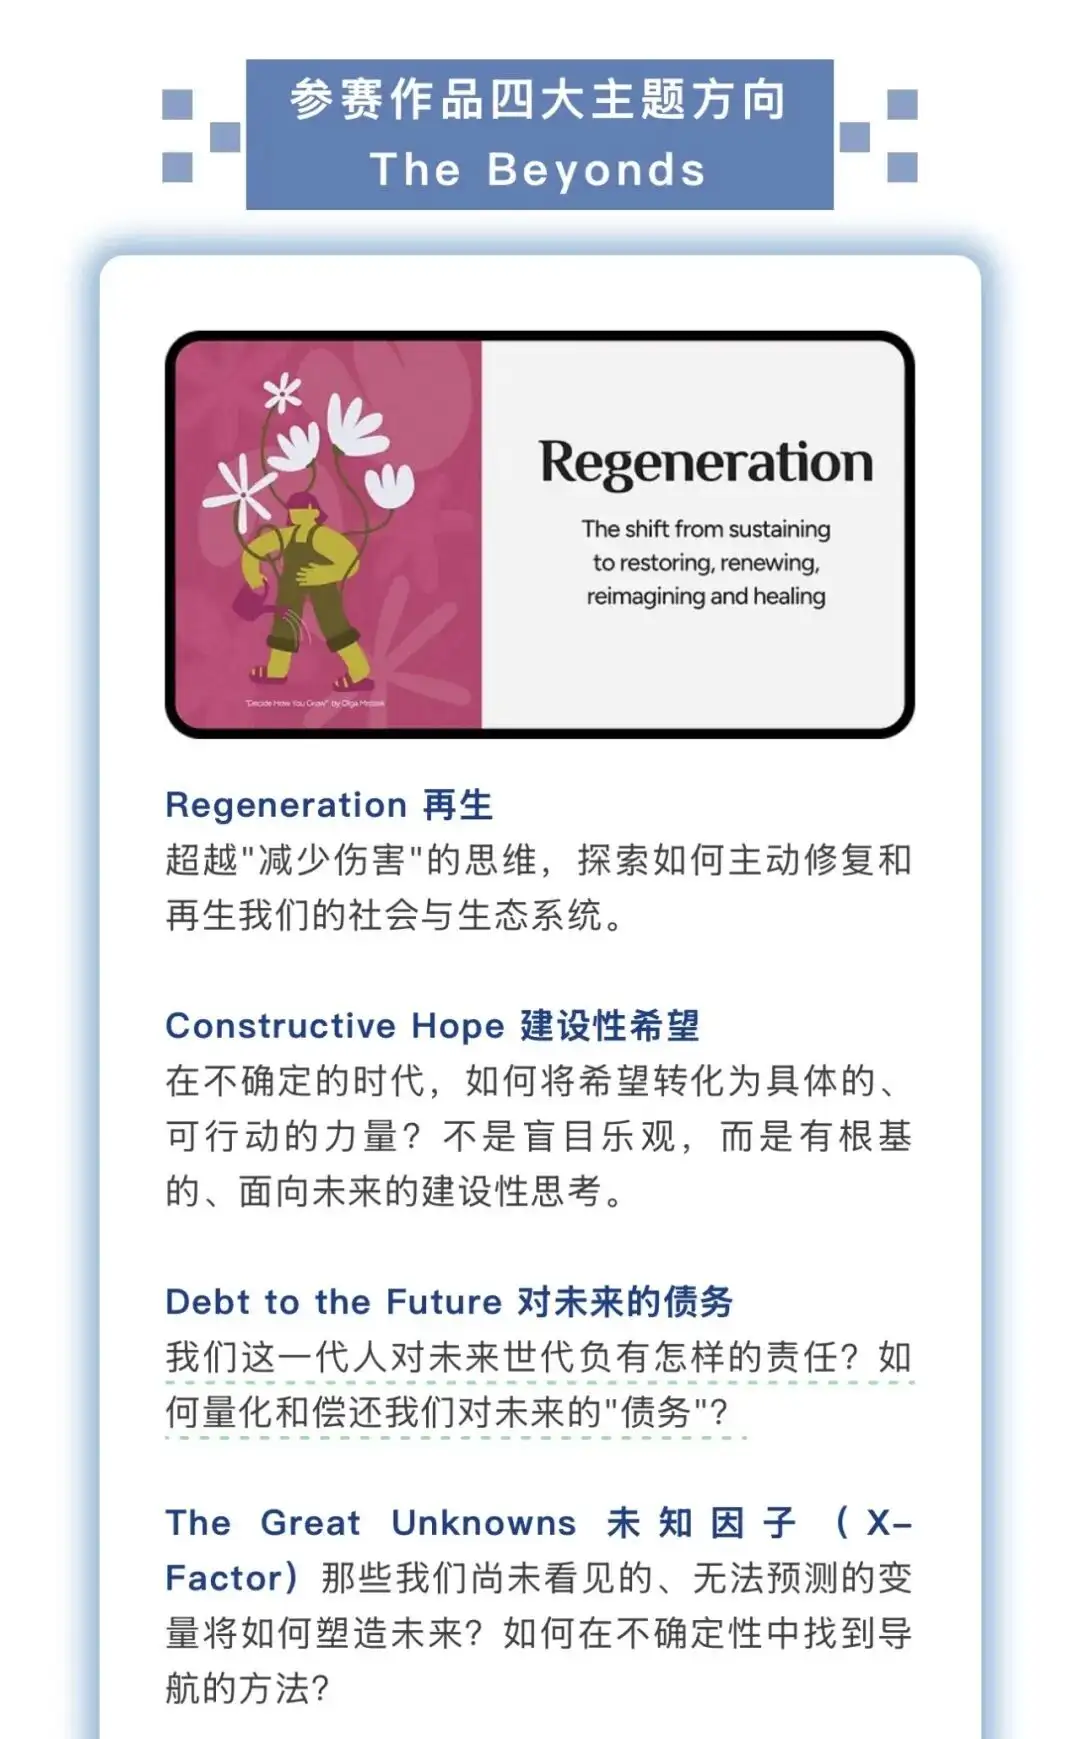 参赛作品四大主题方向
The Beyonds
Regeneration
The shift from sustaining
to restoring, renewing,
reimagining and healing
"Decide How You Grow" by Olga Mrozek
Regeneration 再生
超越"减少伤害"的思维，探索如何主动修复和
再生我们的社会与生态系统。
Constructive Hope 建设性希望
在不确定的时代，如何将希望转化为具体的、
可行动的力量？不是盲目乐观，而是有根基
的、面向未来的建设性思考。
Debt to the Future 对未来的债务
我们这一代人对未来世代负有怎样的责任？如
何量化和偿还我们对未来的"债务"？
The Great Unknowns 未知因子（X-
Factor）那些我们尚未看见的、无法预测的变
量将如何塑造未来？如何在不确定性中找到导
航的方法？